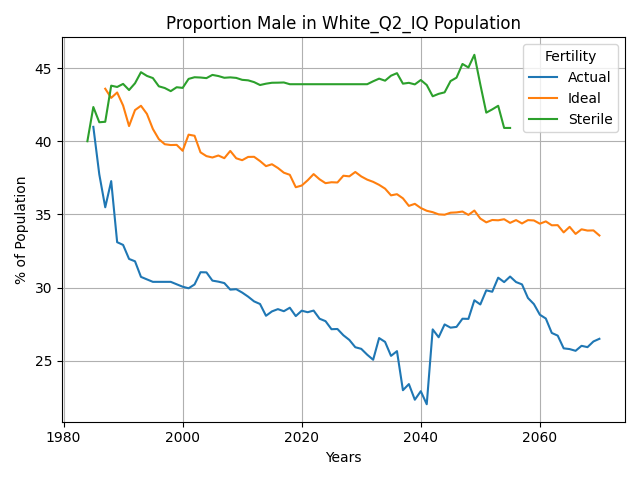 Proportion Male in White_Q2_IQ Population
Fertility
Actual
Ideal
Sterile
% of Population
45
40
35
30
25
1980
2000
2020
2040
2060
Years